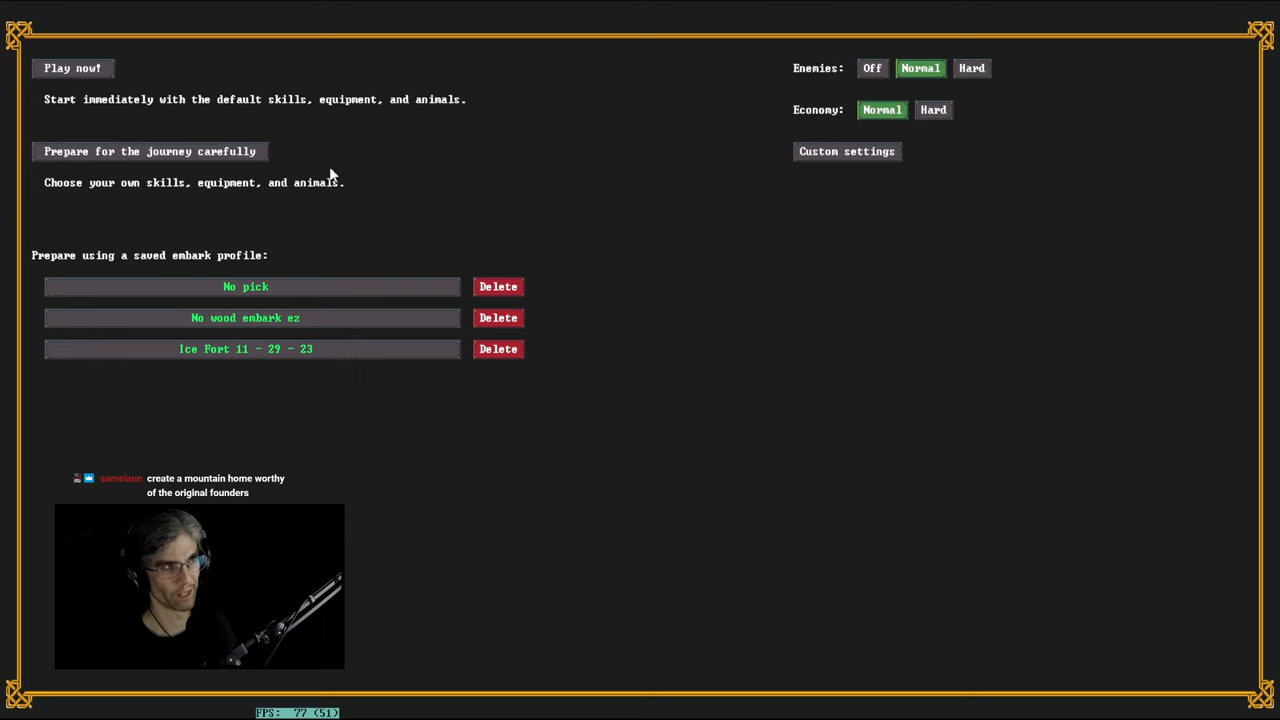 Play now!
Start immediately with the default skills, equipment, and animals.
Prepare for the journey carefully
Choose your own skills, equipment, and animals.
Enemies: Off Normal Hard
Economy: Normal Hard
Custom settings
Prepare using a saved embark profile:
No pick Delete
No wood embark ez Delete
Ice Fort 11 - 29 - 23 Delete
samelann create a mountain home worthy
of the original founders
FPS: 77 (51)